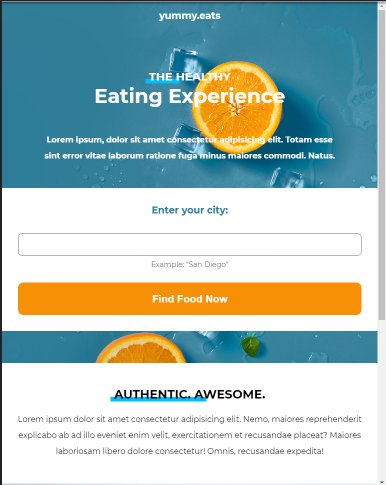 yummy.eats
THE HEALTHY
Eating Experience
Lorem ipsum, dolor sit amet consectetur adipisicing elit. Totam esse
sint error vitae laborum ratione fuga minus maiores commodi. Natus.
Enter your city:
Example: "San Diego"
Find Food Now
AUTHENTIC. AWESOME.
Lorem ipsum dolor sit amet consectetur adipisicing elit. Nemo, maiores reprehenderit
explicabo ab ad illo eveniet enim velit, exercitationem et recusandae placeat? Maiores
laboriosam libero dolore consectetur! Omnis, recusandae expedita!